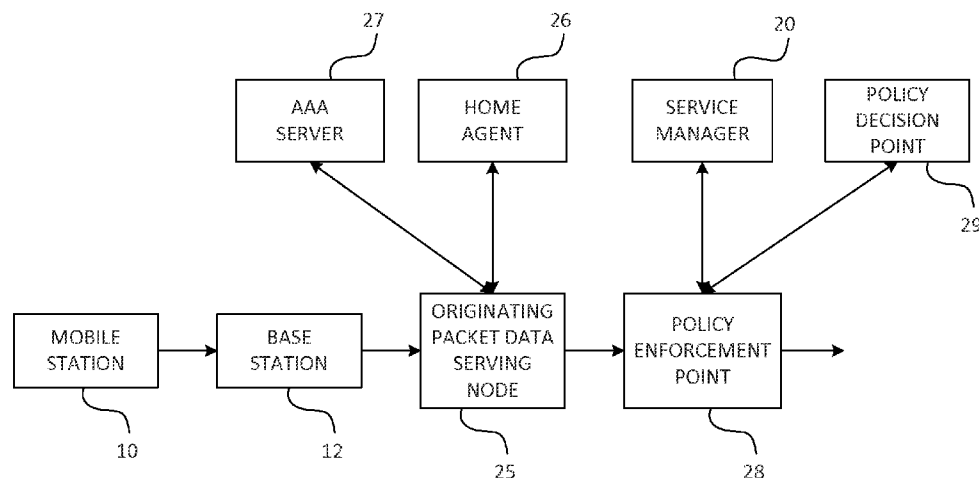 27
26
20
AAA
SERVER
HOME
AGENT
SERVICE
MANAGER
POLICY
DECISION
POINT
29
MOBILE
STATION
BASE
STATION
ORIGINATING
PACKET DATA
SERVING
NODE
POLICY
ENFORCEMENT
POINT
10
12
25
28